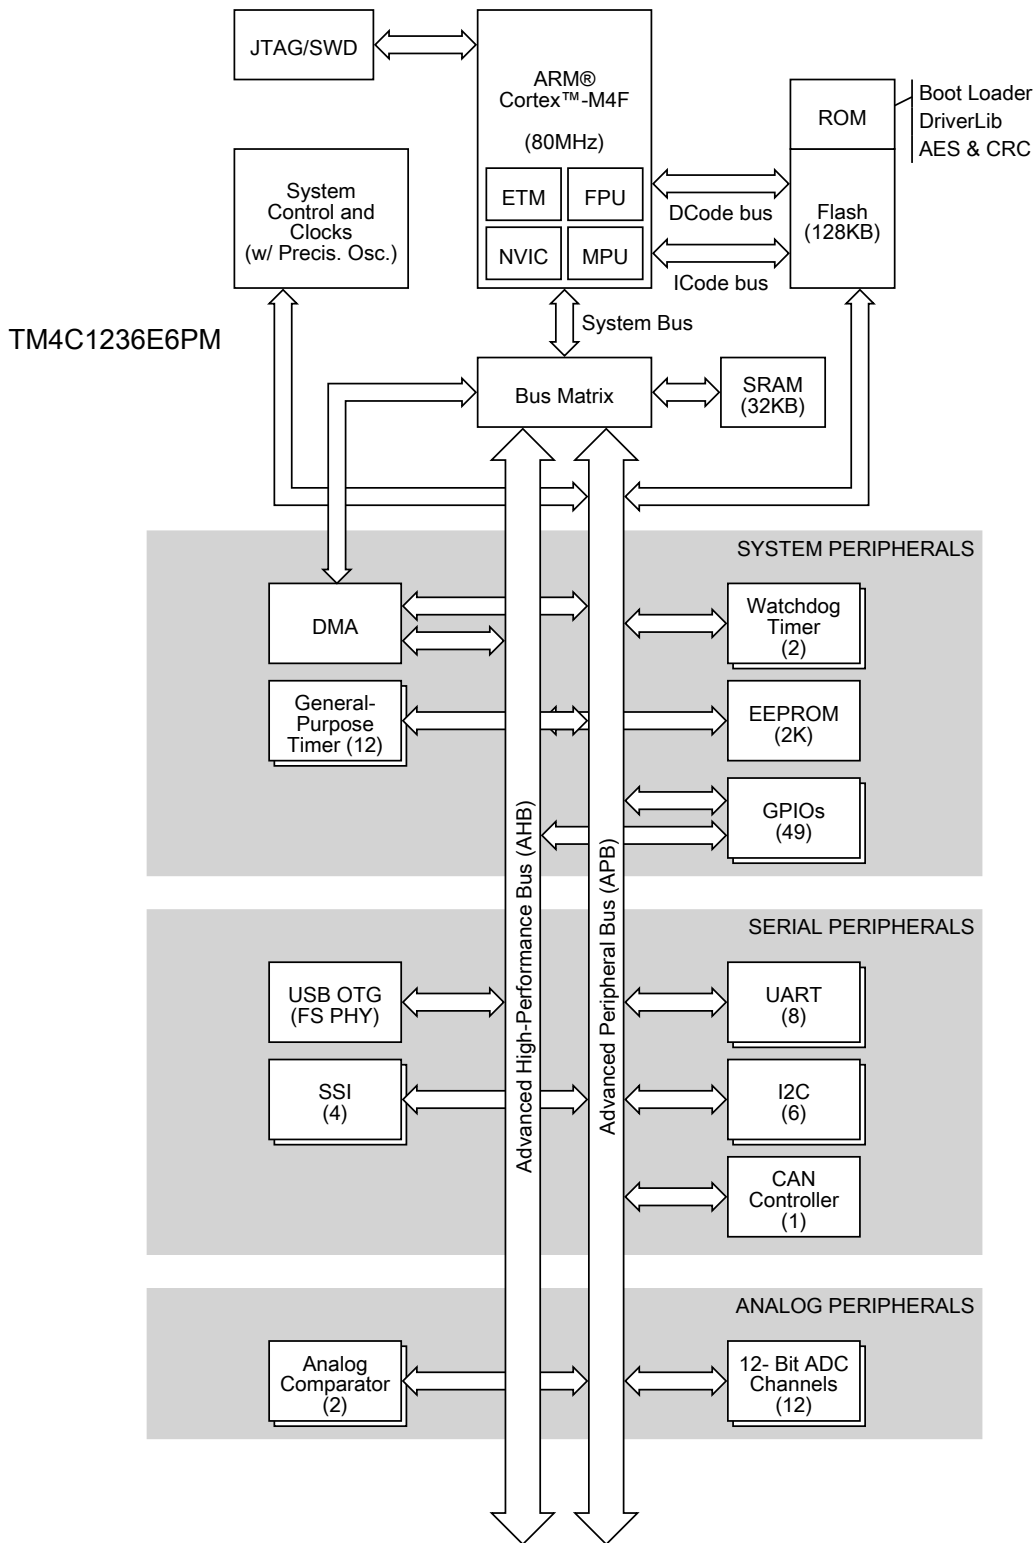 JTAG/SWD
ARM®
Cortex™-M4F
(80MHz)
ETM
FPU
NVIC
MPU
ROM
Boot Loader
DriverLib
AES & CRC
Flash
(128KB)
DCode bus
ICode bus
System
Control and
Clocks
(w/ Precis. Osc.)
TM4C1236E6PM
System Bus
Bus Matrix
SRAM
(32KB)
SYSTEM PERIPHERALS
DMA
Watchdog
Timer
(2)
General-
Purpose
Timer (12)
EEPROM
(2K)
GPIOs
(49)
Advanced High-Performance Bus (AHB)
Advanced Peripheral Bus (APB)
SERIAL PERIPHERALS
USB OTG
(FS PHY)
UART
(8)
SSI
(4)
I2C
(6)
CAN
Controller
(1)
ANALOG PERIPHERALS
Analog
Comparator
(2)
12- Bit ADC
Channels
(12)